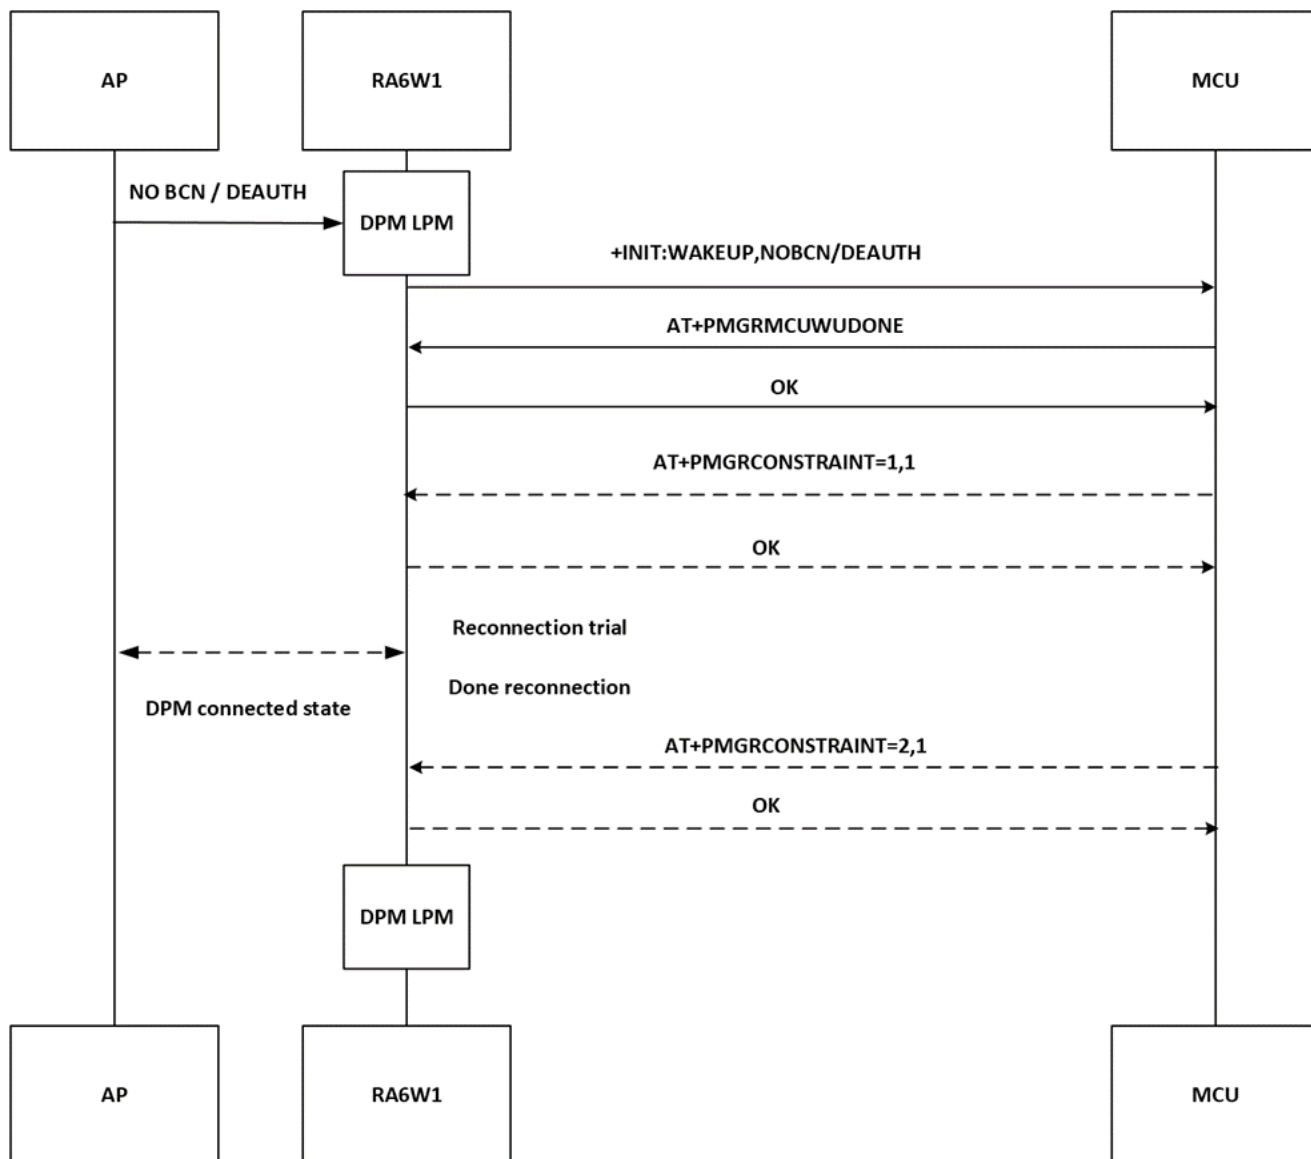 AP
RA6W1
MCU
NO BCN / DEAUTH
DPM LPM
+INIT:WAKEUP,NOBCN/DEAUTH
AT+PMGRMCUWUDONE
OK
AT+PMGRCONSTRAINT=1,1
OK
Reconnection trial
Done reconnection
DPM connected state
AT+PMGRCONSTRAINT=2,1
OK
DPM LPM
AP
RA6W1
MCU